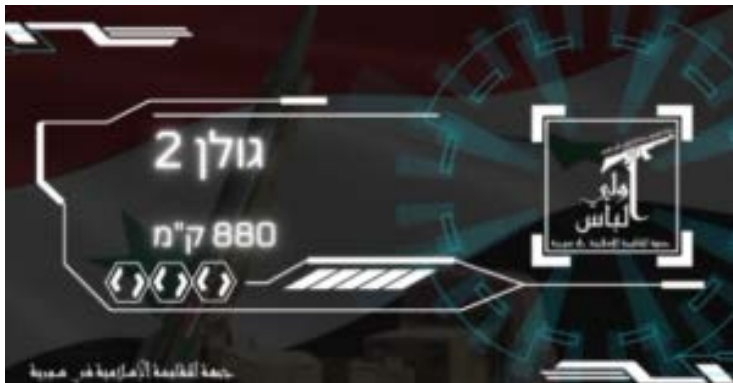 גולן 2
880 ק"מ
أولي
البأس
جبهة المقاومة الإسلامية في سورية